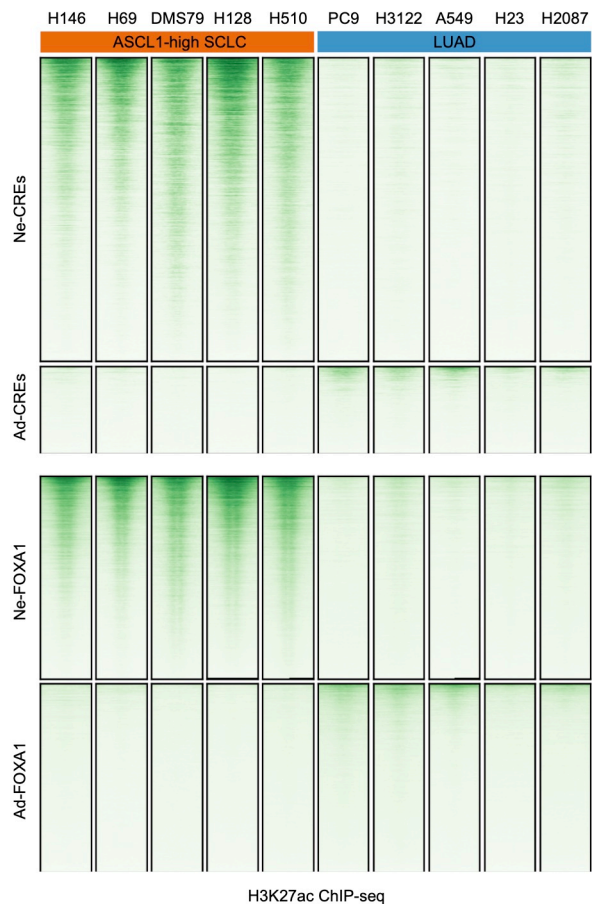 H146 H69 DMS79 H128 H510 PC9 H3122 A549 H23 H2087
ASCL1-high SCLC LUAD
Ne-CREs
Ad-CREs
Ne-FOXA1
Ad-FOXA1
H3K27ac ChIP-seq